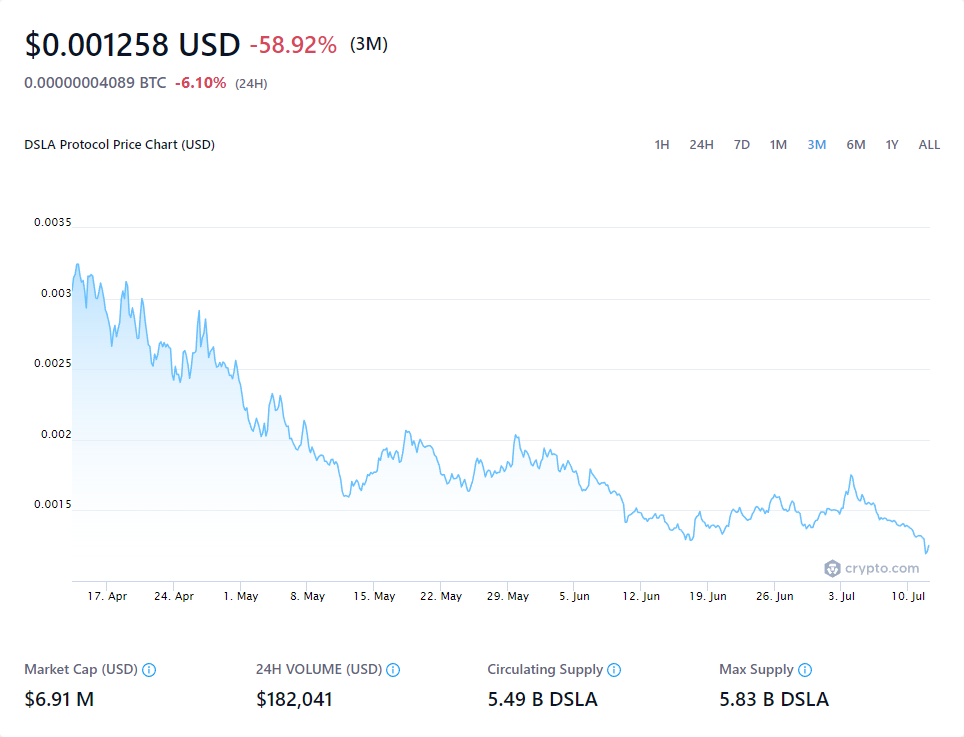 $0.001258 USD -58.92% (3M)
0.00000004089 BTC -6.10% (24H)
DSLA Protocol Price Chart (USD) 1H 24H 7D 1M 3M 6M 1Y ALL
0.0035
0.003
0.0025
0.002
0.0015
crypto.com
17. Apr 24. Apr 1. May 8. May 15. May 22. May 29. May 5. Jun 12. Jun 19. Jun 26. Jun 3. Jul 10. Jul
Market Cap (USD) 24H VOLUME (USD) Circulating Supply Max Supply
$6.91 M $182,041 5.49 B DSLA 5.83 B DSLA